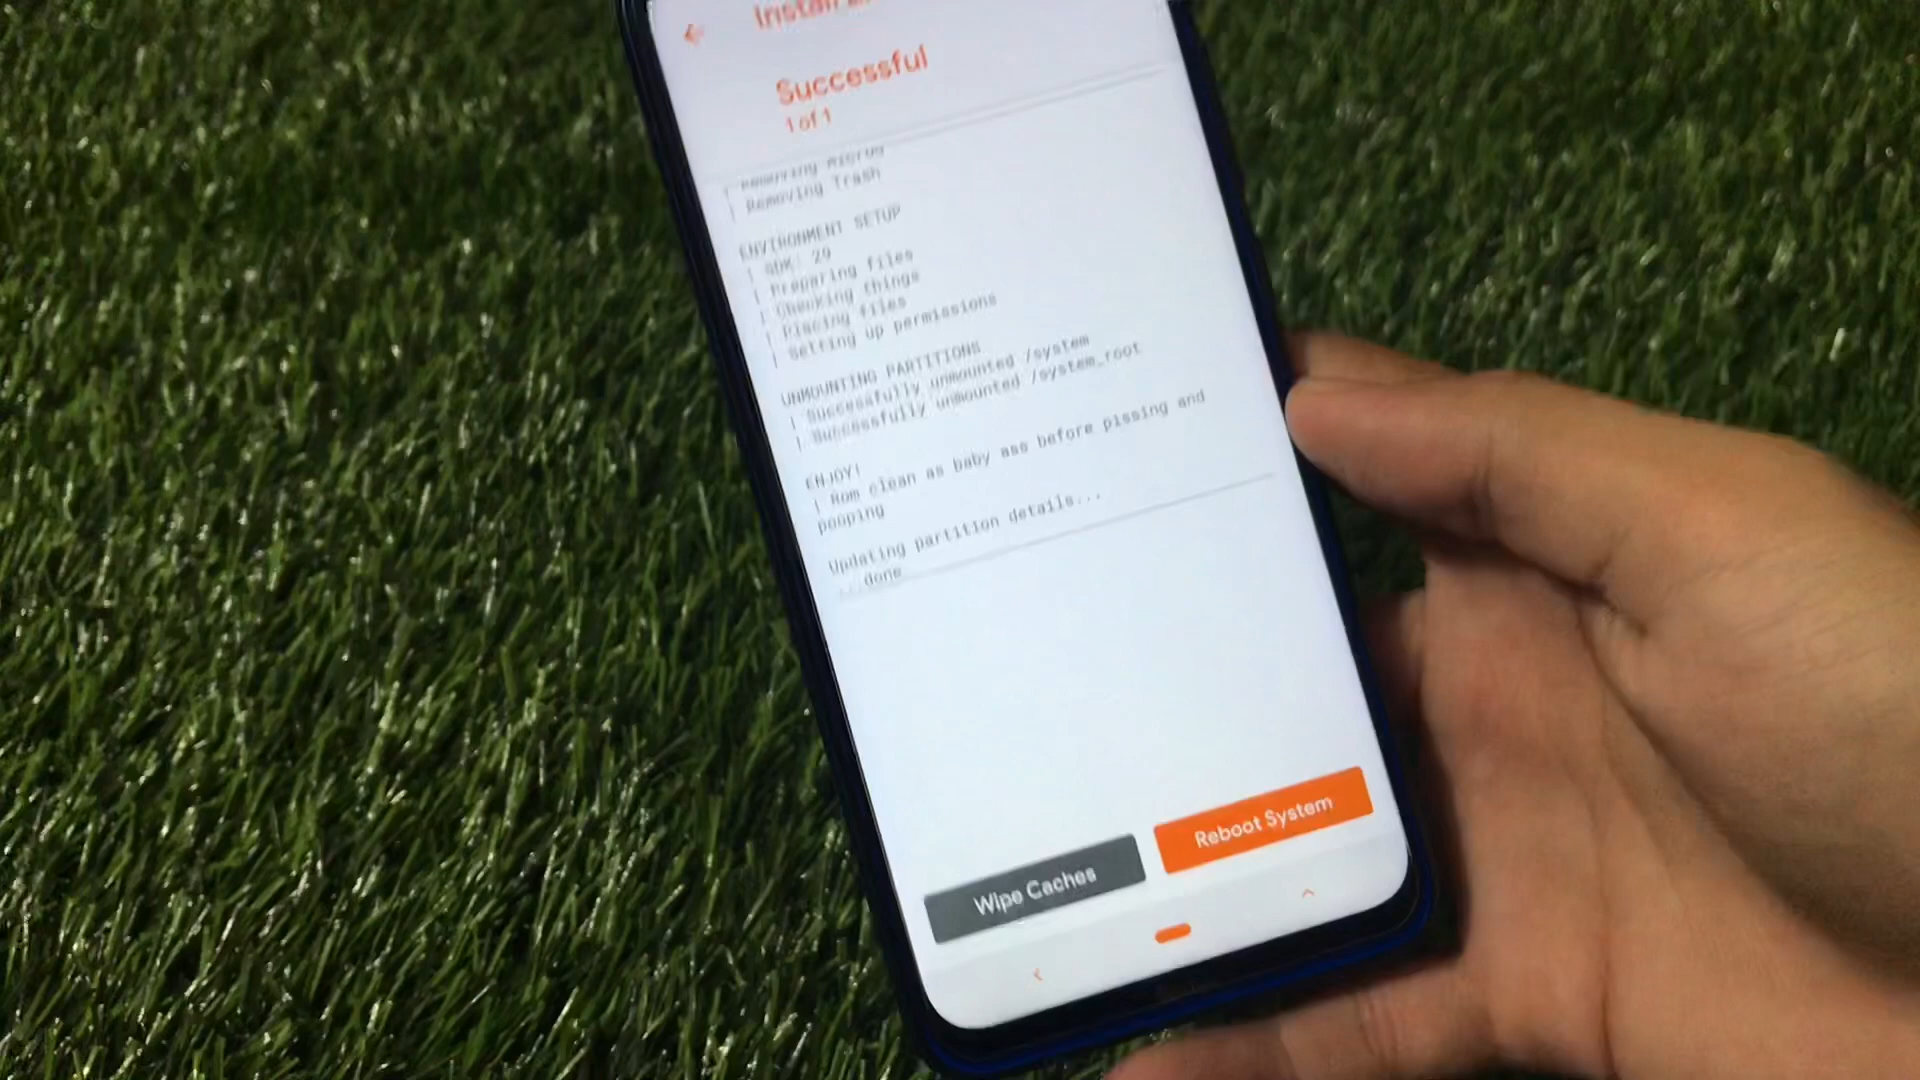 Install
Successful
1 of 1
Removing
| Removing Trash
ENVIRONMENT SETUP
| SDK: 29
| Preparing files
| Checking things
| Placing files
| Setting up permissions
UNMOUNTING PARTITIONS
| Successfully unmounted /system
| Successfully unmounted /system_root
ENJOY!
| Rom clean as baby ass before pissing and
pooping
Updating partition details...
...done
Wipe Caches
Reboot System